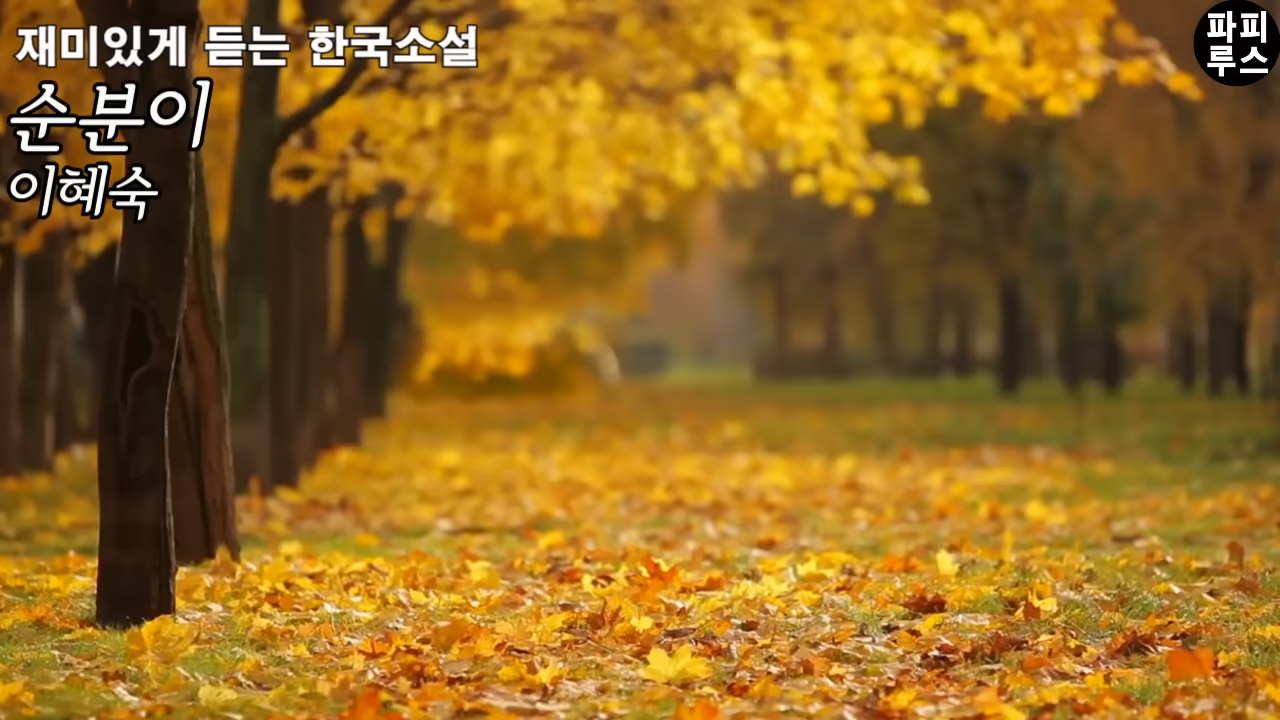 재미있게 듣는 한국소설
순분이
이혜숙
파피
루스